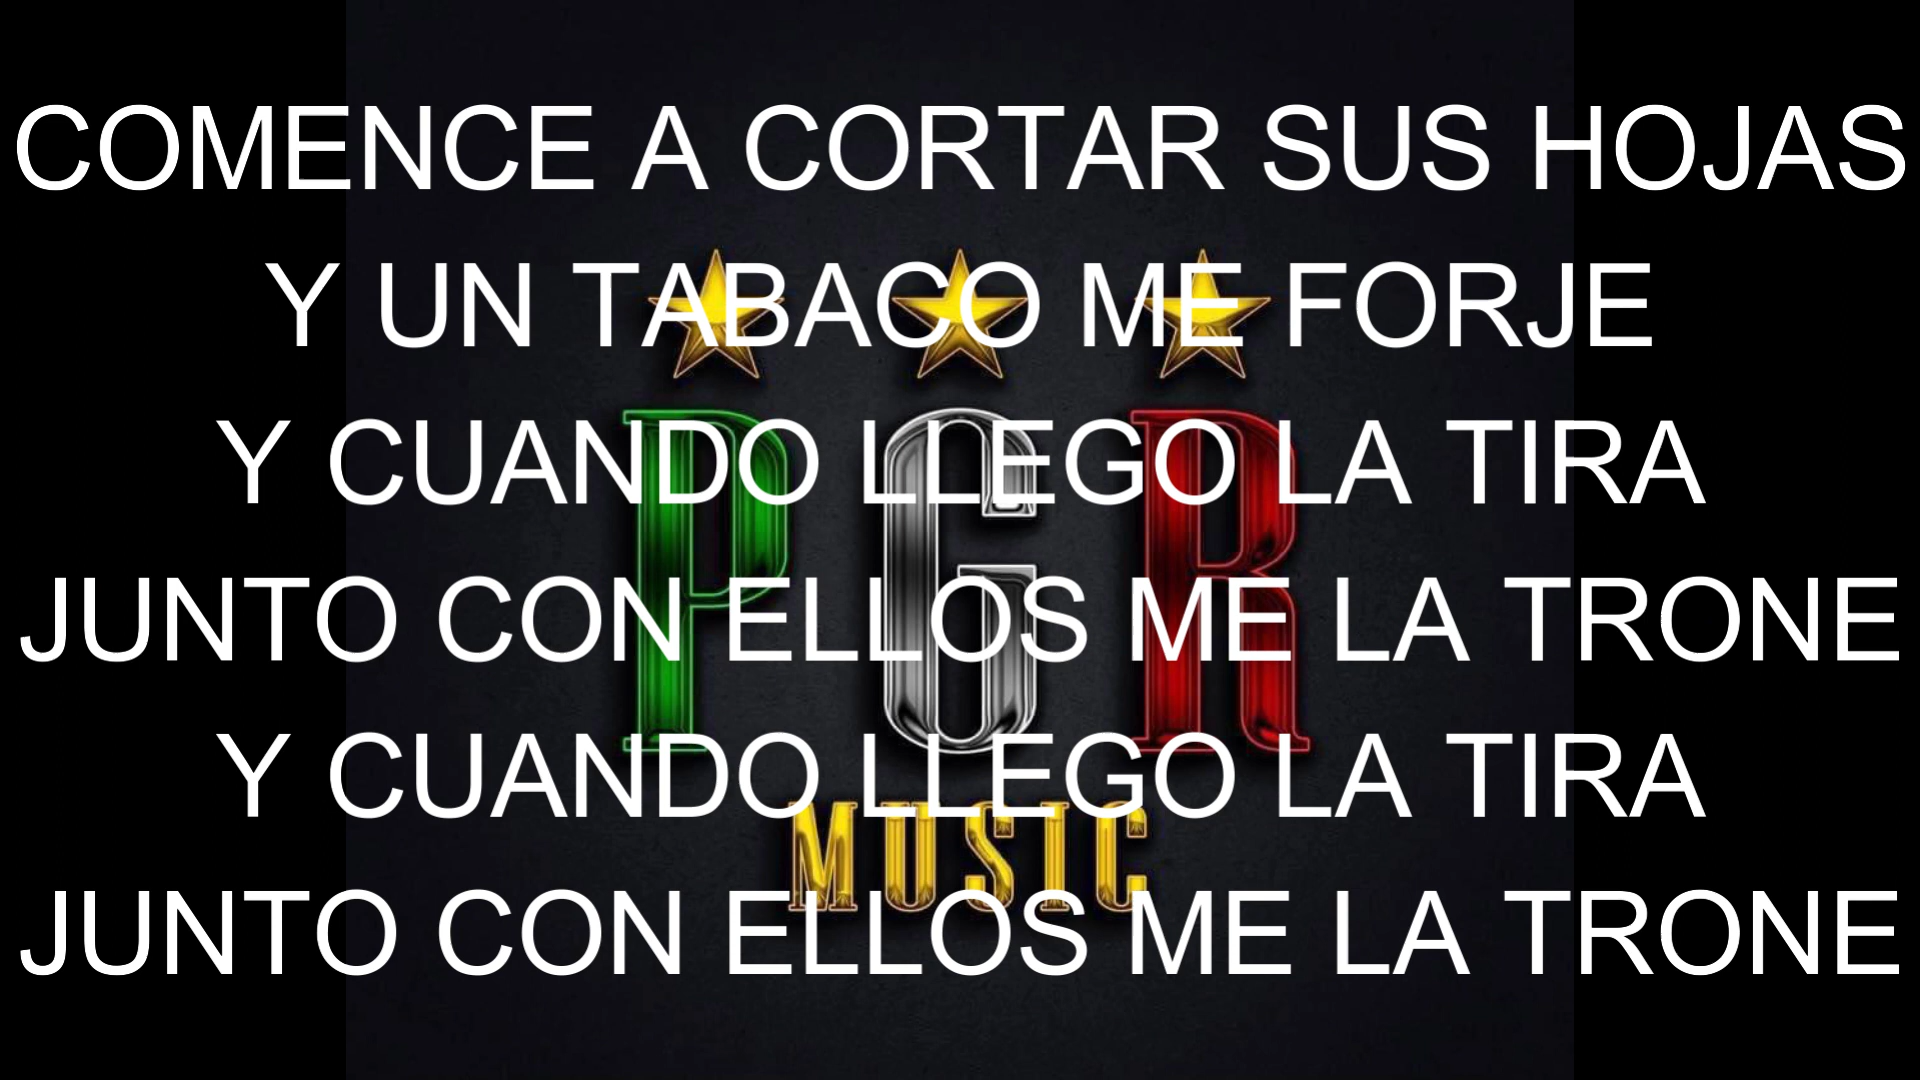 COMENCE A CORTAR SUS HOJAS
Y UN TABACO ME FORJE
Y CUANDO LLEGO LA TIRA
JUNTO CON ELLOS ME LA TRONE
Y CUANDO LLEGO LA TIRA
JUNTO CON ELLOS ME LA TRONE
PGR
MUSIC